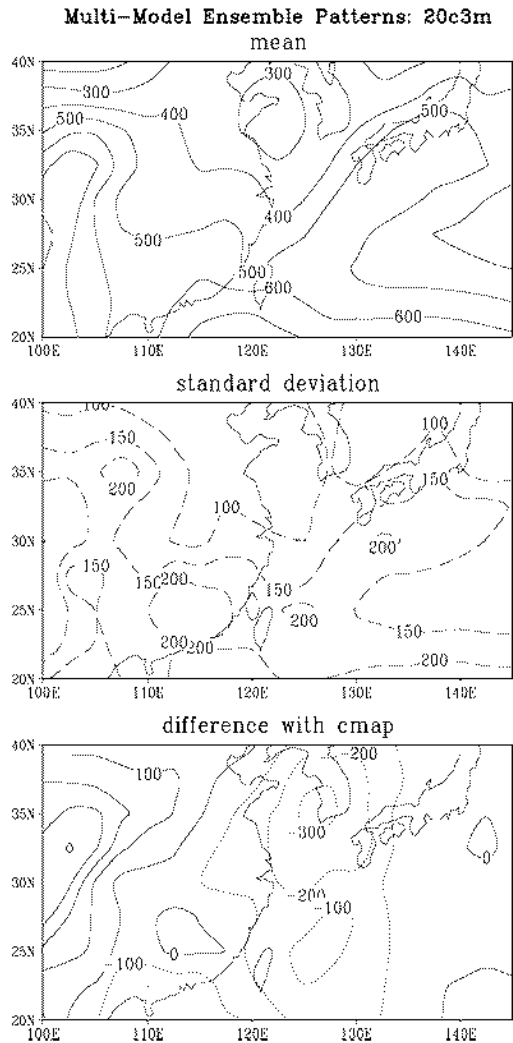 Multi-Model Ensemble Patterns: 20c3m
mean
40N
300
300
500
400
500
35N
30N
400
500
500
25N
600
600
20N
100E 110E 120E 130E 140E
standard deviation
40N
100
100
150
35N
200
150
100
30N
200
150
150 200
150
200
25N
150
200 200
200
20N
100E 110E 120E 130E 140E
difference with cmap
40N
-200
100
35N
-300
0
0
30N
-200
-100
25N
0
-100
20N
100E 110E 120E 130E 140E